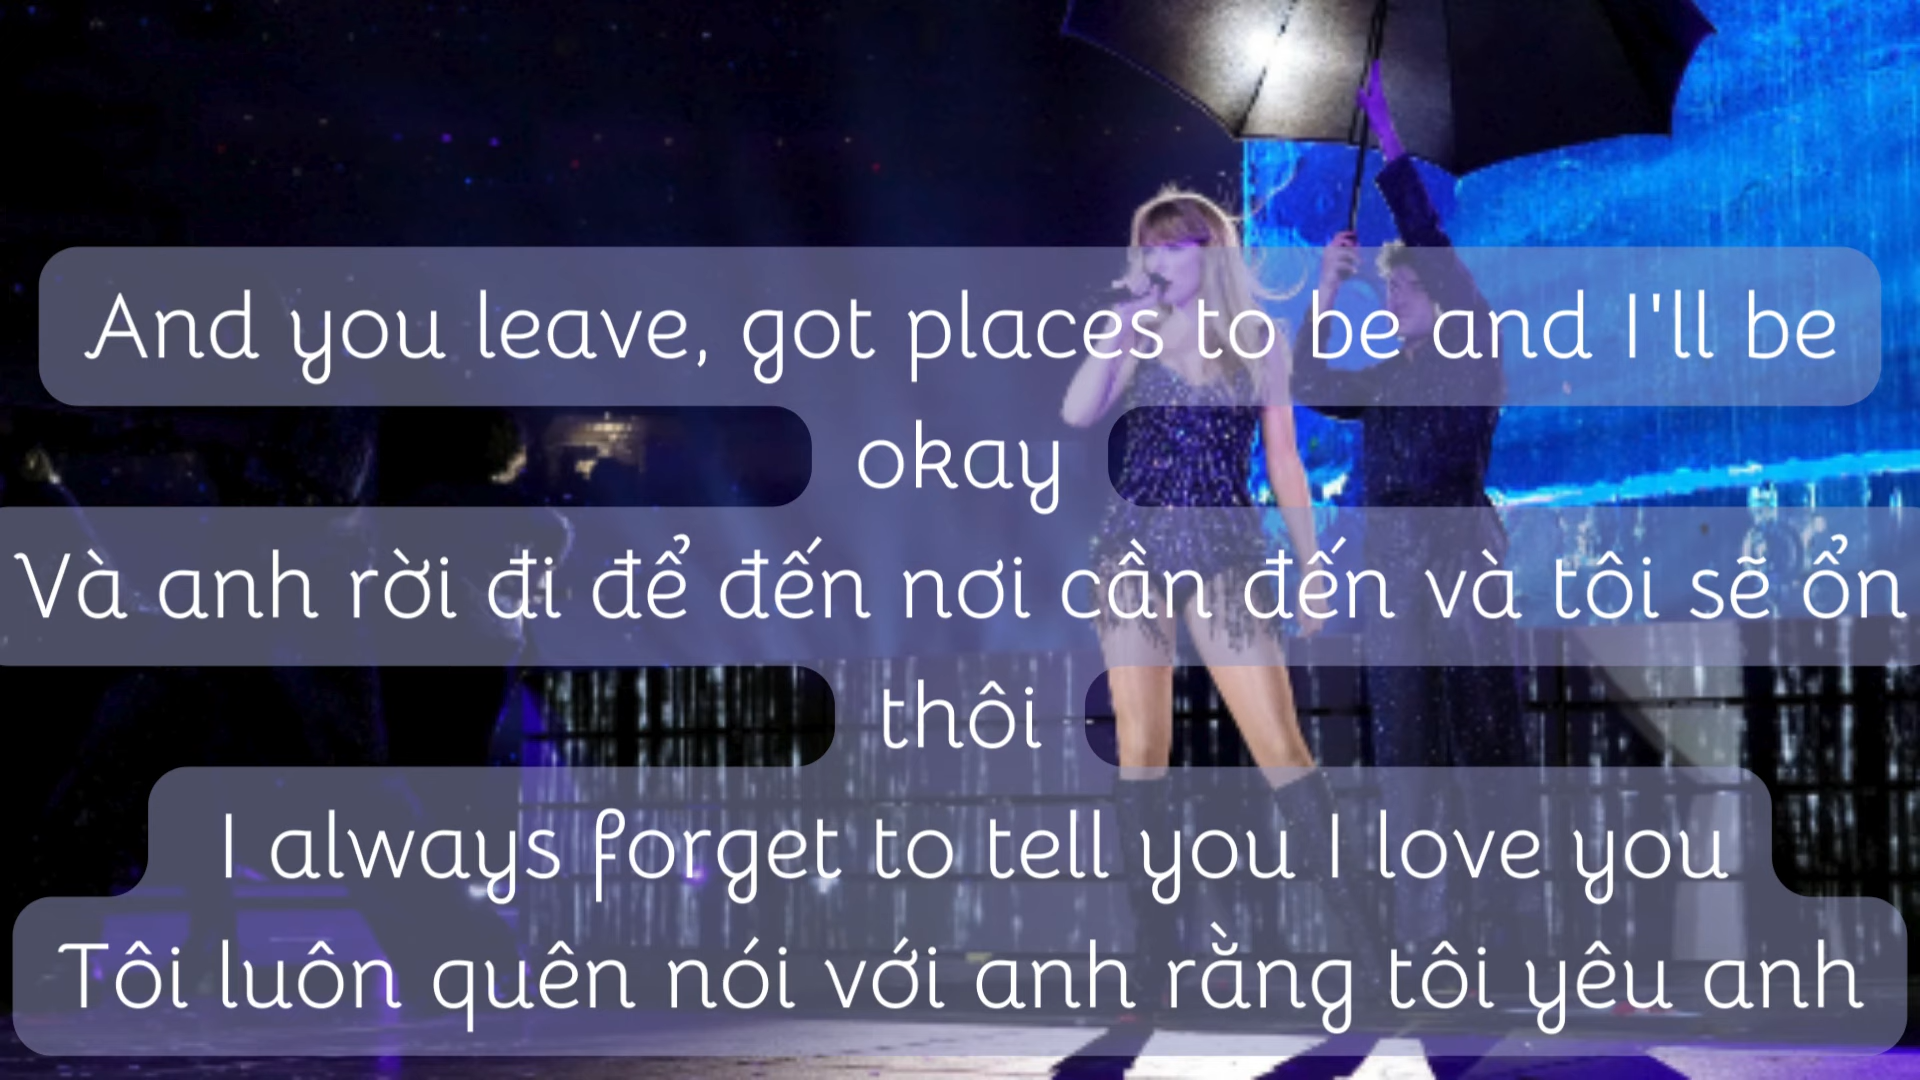 And you leave, got places to be and I'll be
okay
Và anh rời đi để đến nơi cần đến và tôi sẽ ổn
thôi
I always forget to tell you I love you
Tôi luôn quên nói với anh rằng tôi yêu anh